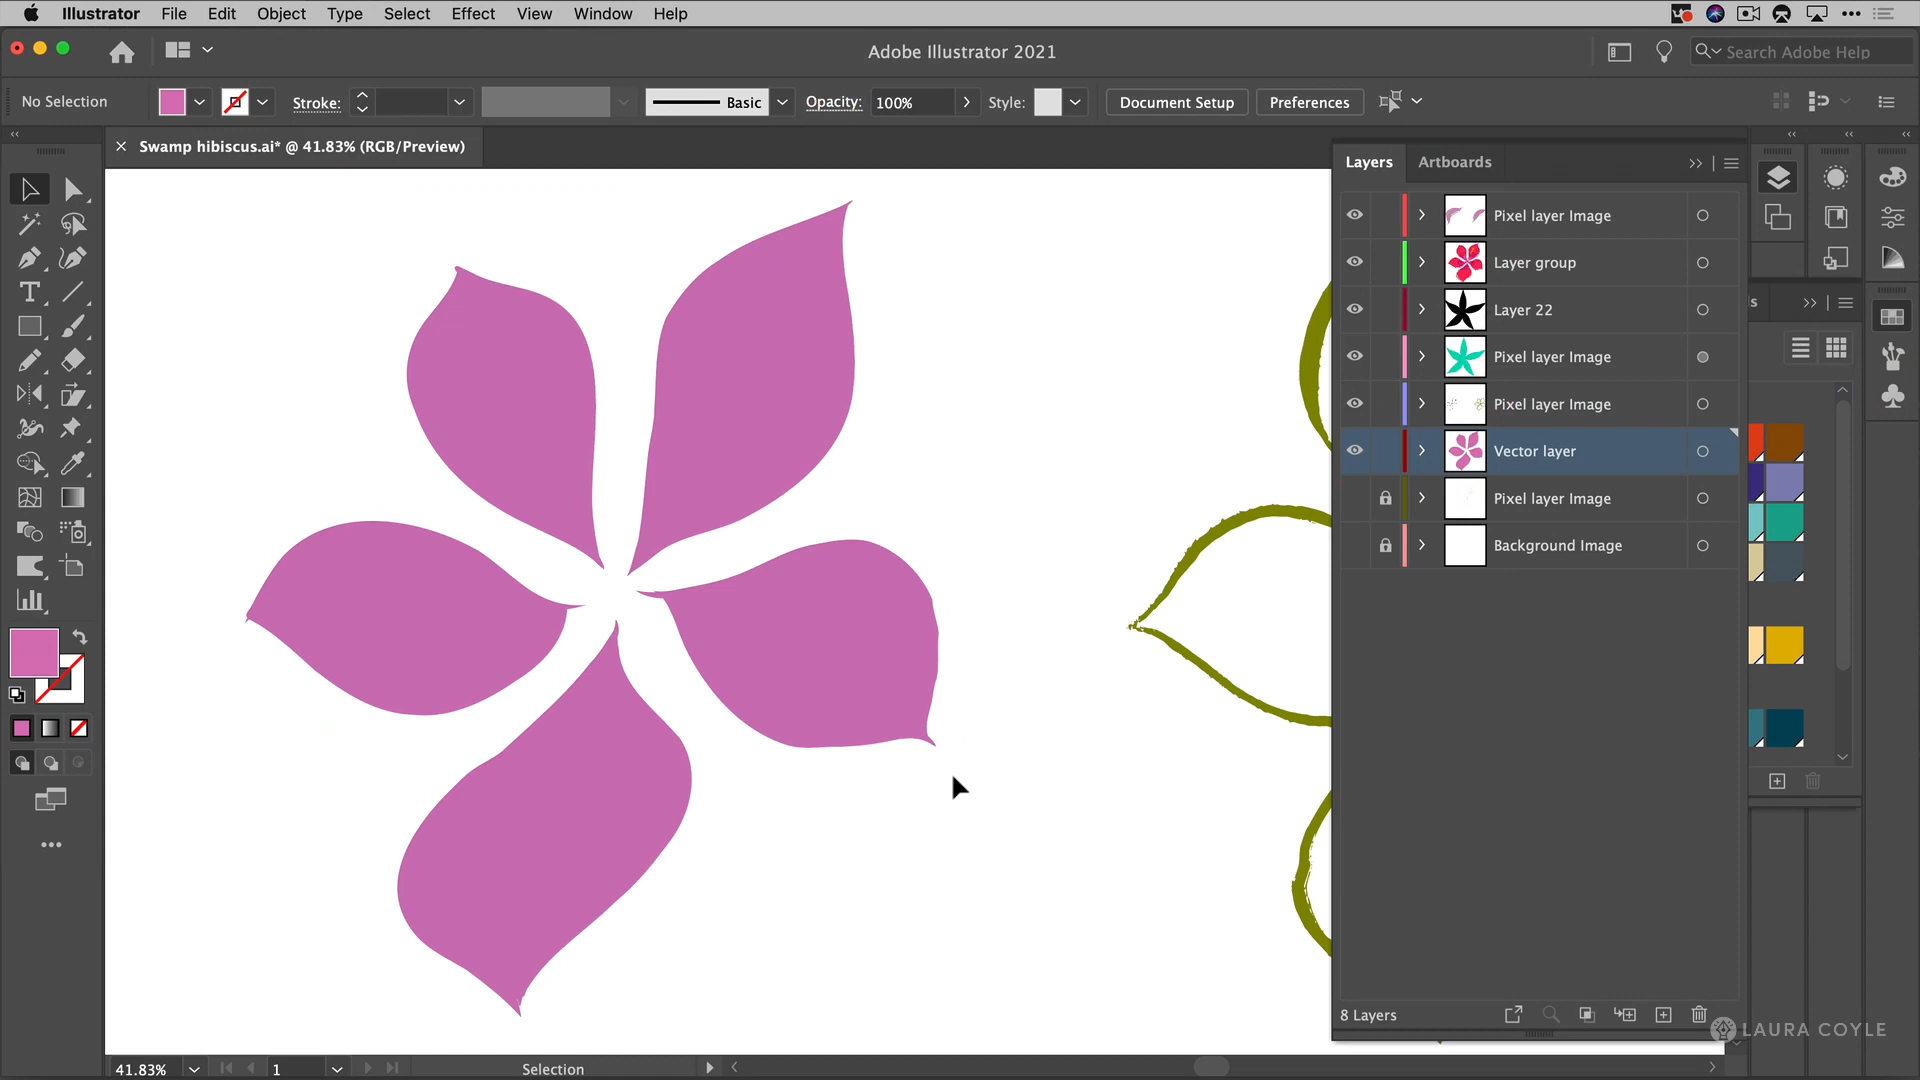 Illustrator File Edit Object Type Select Effect View Window Help
Adobe Illustrator 2021
Search Adobe Help
No Selection
Stroke:
Basic
Opacity: 100%
Style:
Document Setup
Preferences
Swamp hibiscus.ai* @ 41.83% (RGB/Preview)
Layers
Artboards
Pixel layer Image
Layer group
Layer 22
Pixel layer Image
Pixel layer Image
Vector layer
Pixel layer Image
Background Image
s
8 Layers
LAURA COYLE
41.83%
1
Selection